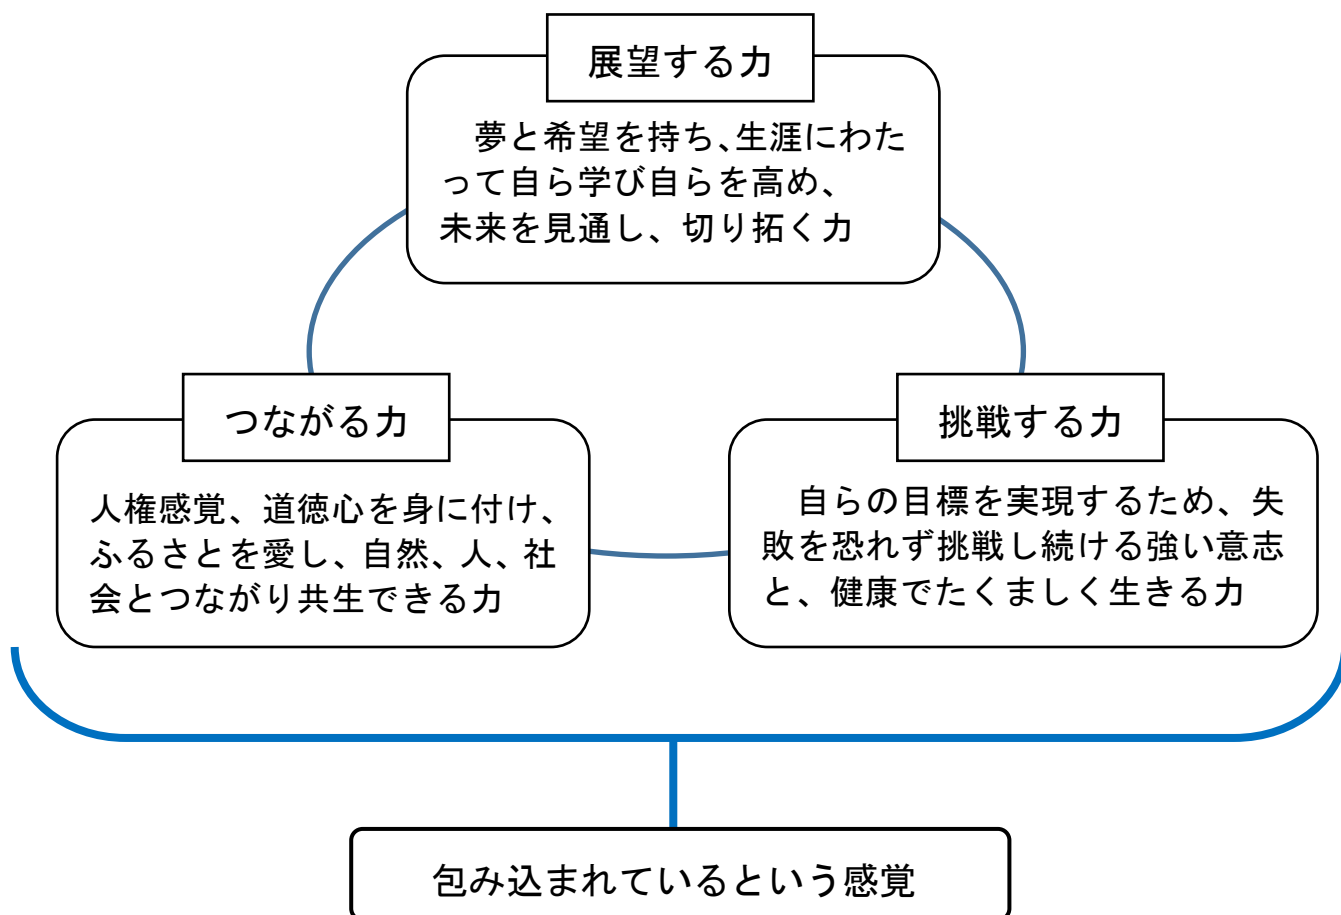 展望する力
夢と希望を持ち、生涯にわた
って自ら学び自らを高め、
未来を見通し、切り拓く力
つながる力
人権感覚、道徳心を身に付け、
ふるさとを愛し、自然、人、社
会とつながり共生できる力
挑戦する力
自らの目標を実現するため、失
敗を恐れず挑戦し続ける強い意志
と、健康でたくましく生きる力
包み込まれているという感覚